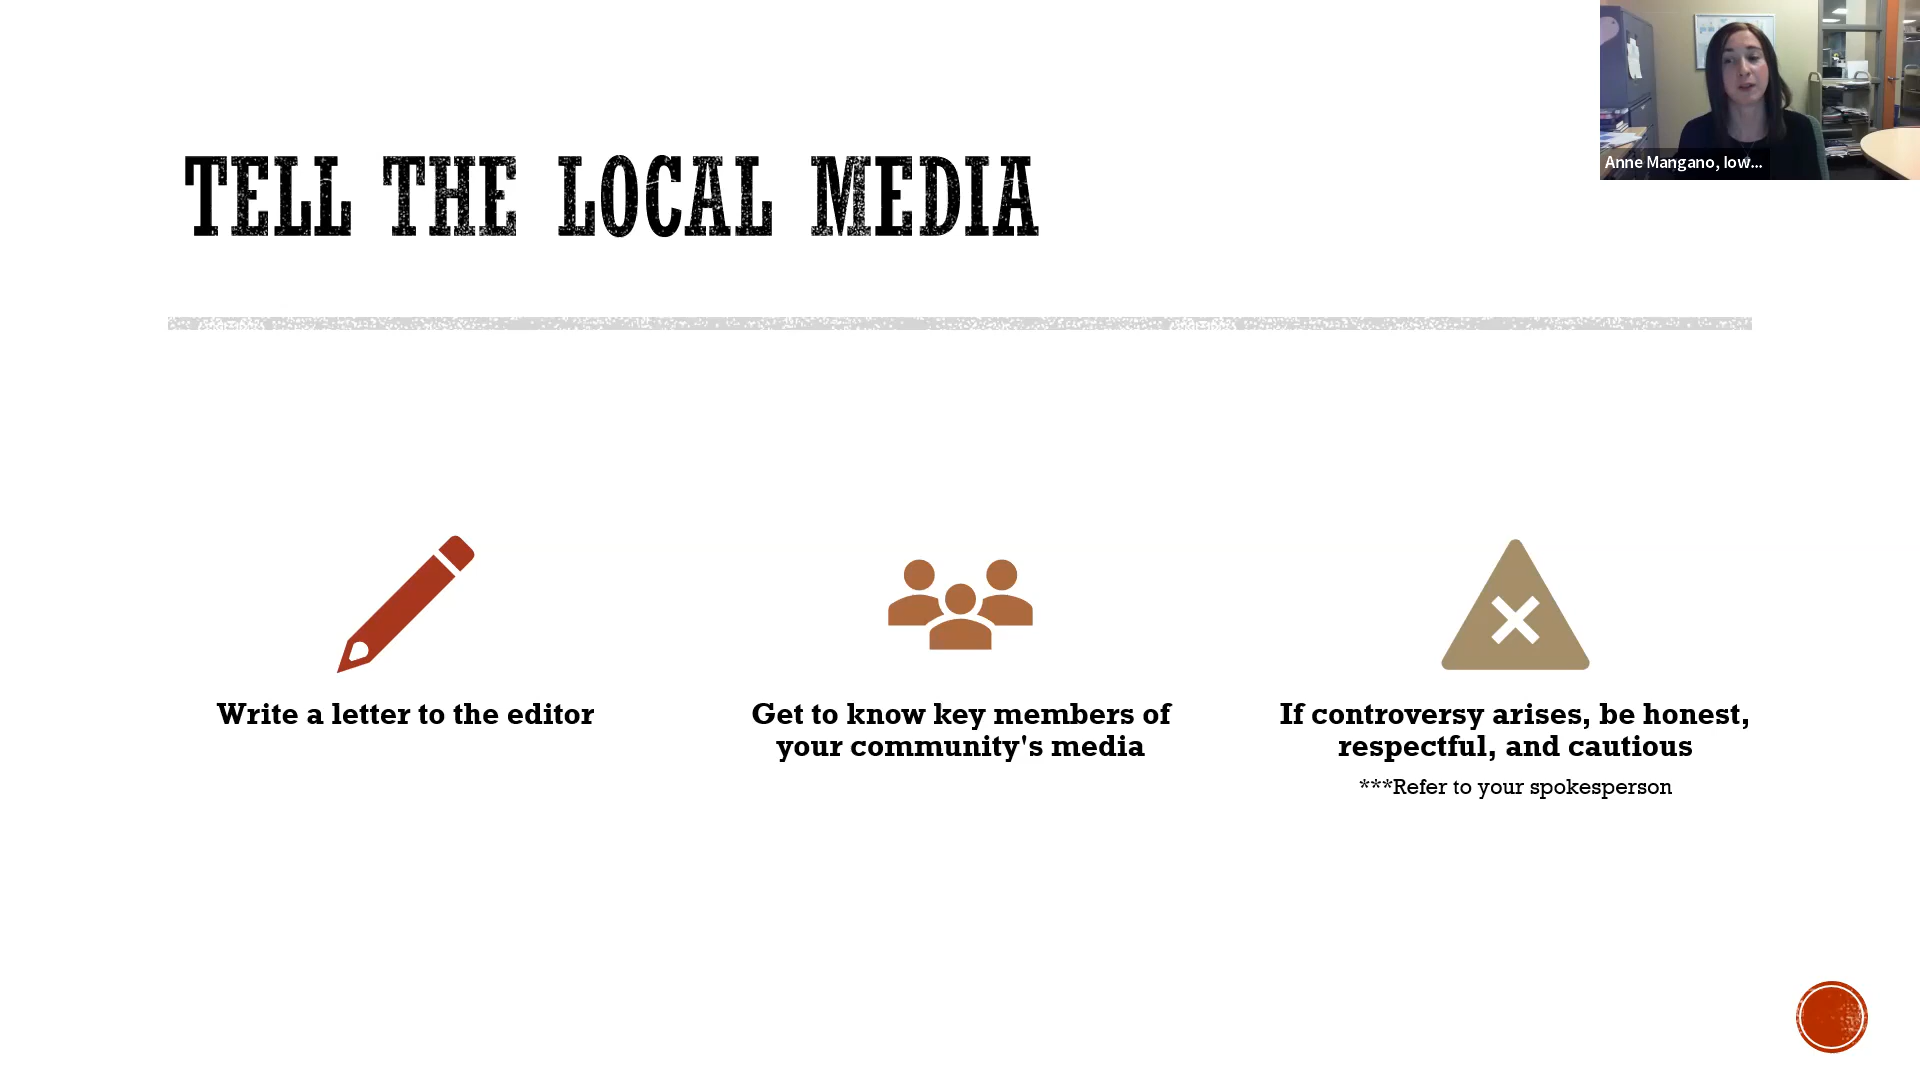 TELL THE LOCAL MEDIA
Anne Mangano, Iow...
Write a letter to the editor
Get to know key members of
your community's media
If controversy arises, be honest,
respectful, and cautious
***Refer to your spokesperson